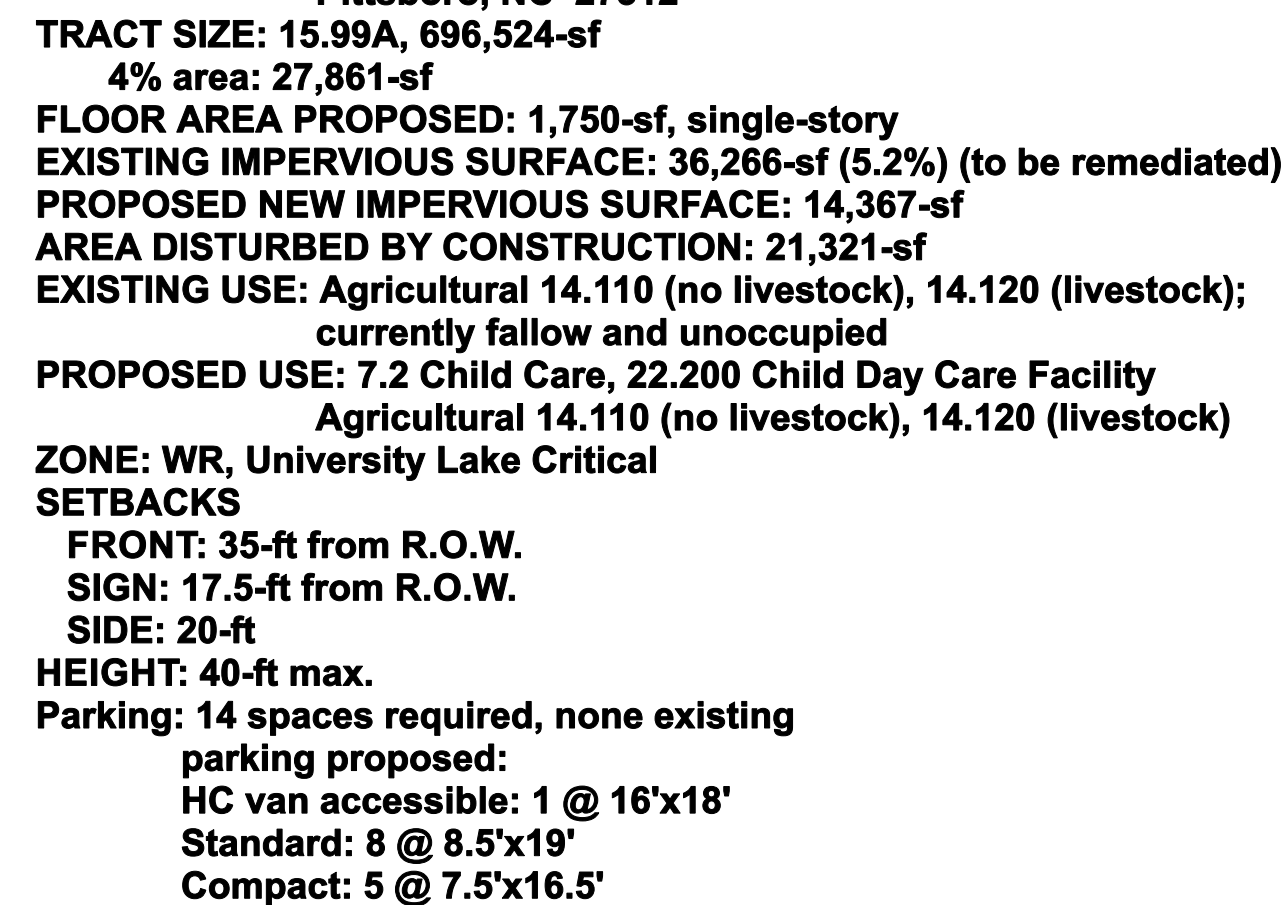 TRACT SIZE: 15.99A, 696,524-sf
4% area: 27,861-sf
FLOOR AREA PROPOSED: 1,750-sf, single-story
EXISTING IMPERVIOUS SURFACE: 36,266-sf (5.2%) (to be remediated)
PROPOSED NEW IMPERVIOUS SURFACE: 14,367-sf
AREA DISTURBED BY CONSTRUCTION: 21,321-sf
EXISTING USE: Agricultural 14.110 (no livestock), 14.120 (livestock);
currently fallow and unoccupied
PROPOSED USE: 7.2 Child Care, 22.200 Child Day Care Facility
Agricultural 14.110 (no livestock), 14.120 (livestock)
ZONE: WR, University Lake Critical
SETBACKS
FRONT: 35-ft from R.O.W.
SIGN: 17.5-ft from R.O.W.
SIDE: 20-ft
HEIGHT: 40-ft max.
Parking: 14 spaces required, none existing
parking proposed:
HC van accessible: 1 @ 16'x18'
Standard: 8 @ 8.5'x19'
Compact: 5 @ 7.5'x16.5'